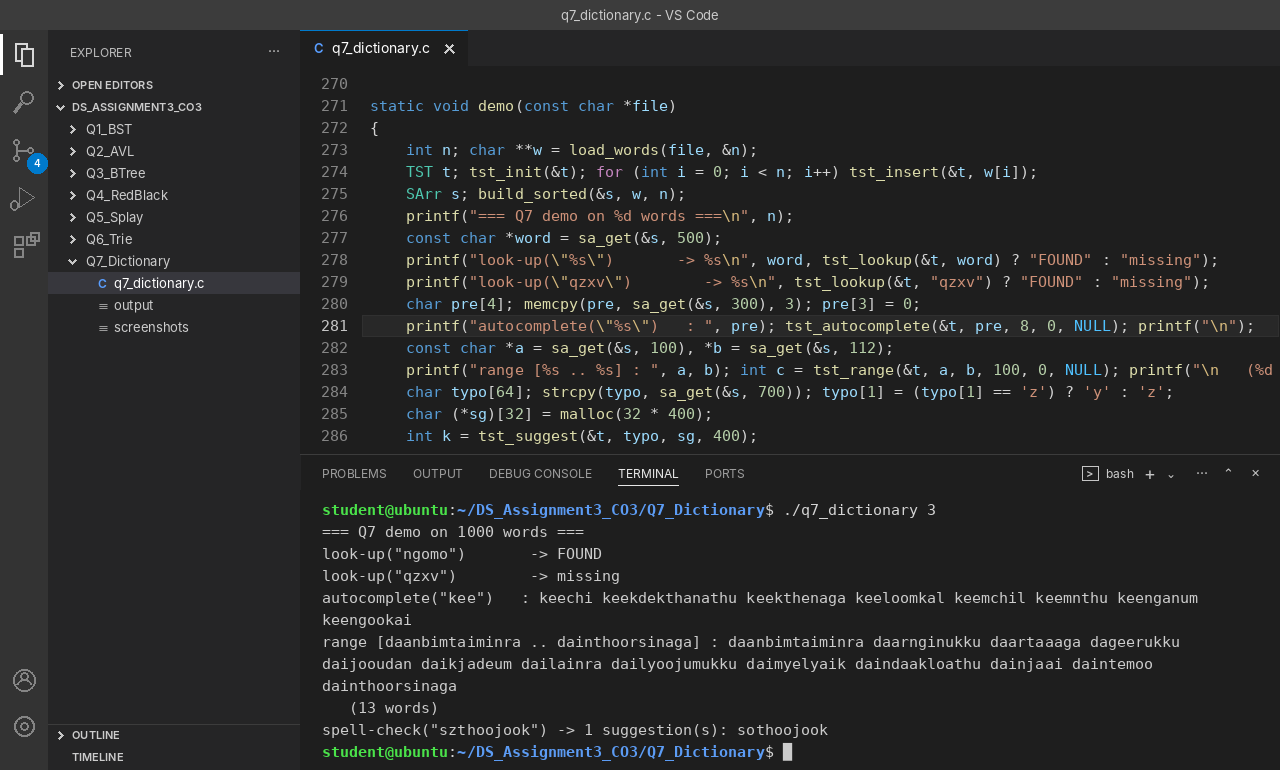 q7_dictionary.c - VS Code
EXPLORER
OPEN EDITORS
DS_ASSIGNMENT3_CO3
Q1_BST
Q2_AVL
Q3_BTree
Q4_RedBlack
Q5_Splay
Q6_Trie
Q7_Dictionary
C q7_dictionary.c
output
screenshots
OUTLINE
TIMELINE
4
C q7_dictionary.c
270
271 static void demo(const char *file)
272 {
273     int n; char **w = load_words(file, &n);
274     TST t; tst_init(&t); for (int i = 0; i < n; i++) tst_insert(&t, w[i]);
275     SArr s; build_sorted(&s, w, n);
276     printf("=== Q7 demo on %d words ===\n", n);
277     const char *word = sa_get(&s, 500);
278     printf("look-up(\"%s\")       -> %s\n", word, tst_lookup(&t, word) ? "FOUND" : "missing");
279     printf("look-up(\"qzxv\")        -> %s\n", tst_lookup(&t, "qzxv") ? "FOUND" : "missing");
280     char pre[4]; memcpy(pre, sa_get(&s, 300), 3); pre[3] = 0;
281     printf("autocomplete(\"%s\")   : ", pre); tst_autocomplete(&t, pre, 8, 0, NULL); printf("\n");
282     const char *a = sa_get(&s, 100), *b = sa_get(&s, 112);
283     printf("range [%s .. %s] : ", a, b); int c = tst_range(&t, a, b, 100, 0, NULL); printf("\n   (%d
284     char typo[64]; strcpy(typo, sa_get(&s, 700)); typo[1] = (typo[1] == 'z') ? 'y' : 'z';
285     char (*sg)[32] = malloc(32 * 400);
286     int k = tst_suggest(&t, typo, sg, 400);
PROBLEMS OUTPUT DEBUG CONSOLE TERMINAL PORTS bash
student@ubuntu:~/DS_Assignment3_CO3/Q7_Dictionary$ ./q7_dictionary 3
=== Q7 demo on 1000 words ===
look-up("ngomo")       -> FOUND
look-up("qzxv")        -> missing
autocomplete("kee")   : keechi keekdekthanathu keekthenaga keeloomkal keemchil keemnthu keenganum
keengookai
range [daanbimtaiminra .. dainthoorsinaga] : daanbimtaiminra daarnginukku daartaaaga dageerukku
daijooudan daikjadeum dailainra dailyoojumukku daimyelyaik daindaakloathu dainjaai daintemoo
dainthoorsinaga
   (13 words)
spell-check("szthoojook") -> 1 suggestion(s): sothoojook
student@ubuntu:~/DS_Assignment3_CO3/Q7_Dictionary$